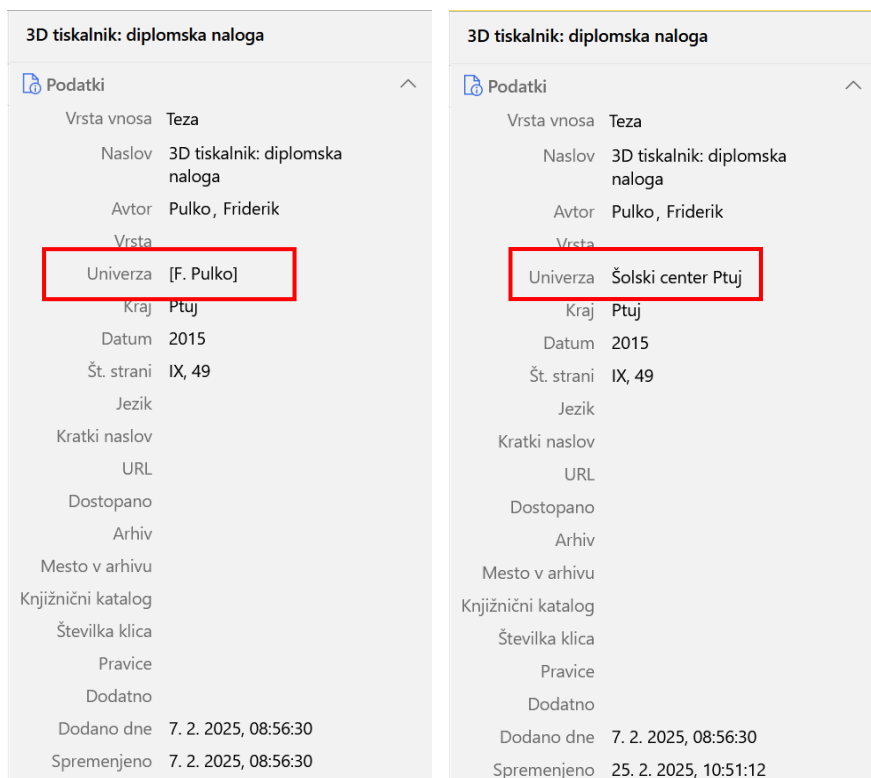 3D tiskalnik: diplomska naloga
Podatki
Vrsta vnosa Teza
Naslov 3D tiskalnik: diplomska
naloga
Avtor Pulko, Friderik
Vrsta
Univerza [F. Pulko]
Kraj Ptuj
Datum 2015
Št. strani IX, 49
Jezik
Kratki naslov
URL
Dostopano
Arhiv
Mesto v arhivu
Knjižnični katalog
Številka klica
Pravice
Dodatno
Dodano dne 7. 2. 2025, 08:56:30
Spremenjeno 7. 2. 2025, 08:56:30
3D tiskalnik: diplomska naloga
Podatki
Vrsta vnosa Teza
Naslov 3D tiskalnik: diplomska
naloga
Avtor Pulko, Friderik
Vrsta
Univerza Šolski center Ptuj
Kraj Ptuj
Datum 2015
Št. strani IX, 49
Jezik
Kratki naslov
URL
Dostopano
Arhiv
Mesto v arhivu
Knjižnični katalog
Številka klica
Pravice
Dodatno
Dodano dne 7. 2. 2025, 08:56:30
Spremenjeno 25. 2. 2025, 10:51:12